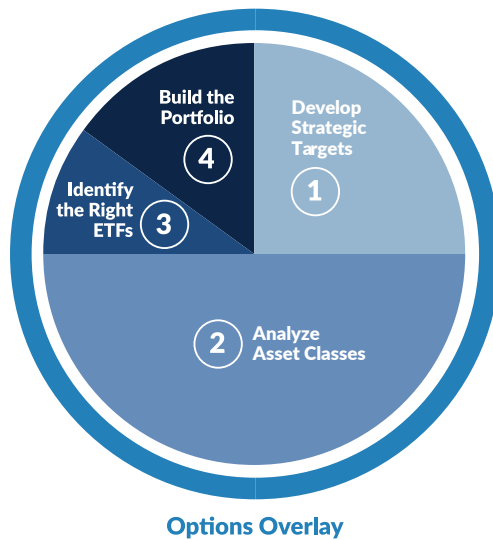 Develop
Strategic
Targets
1
2
Analyze
Asset Classes
Identify
the Right
ETFs
3
Build the
Portfolio
4
Options Overlay